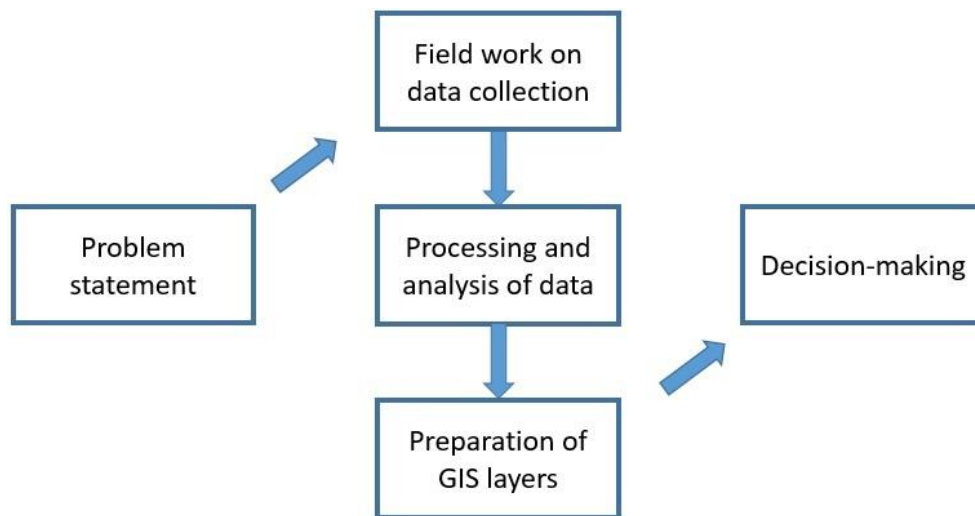 Field work on
data collection
Problem
statement
Processing and
analysis of data
Decision-making
Preparation of
GIS layers